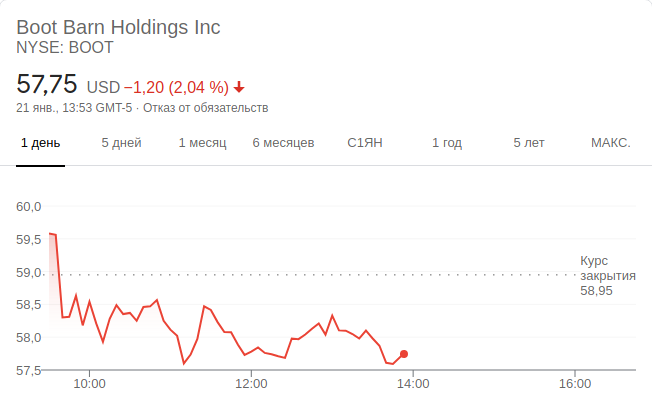 Boot Barn Holdings Inc
NYSE: BOOT
57,75 USD −1,20 (2,04 %)
21 янв., 13:53 GMT-5 · Отказ от обязательств
1 день 5 дней 1 месяц 6 месяцев С1ЯН 1 год 5 лет МАКС.
60,0
59,5
59,0
58,5
58,0
57,5
Курс
закрытия
58,95
10:00 12:00 14:00 16:00